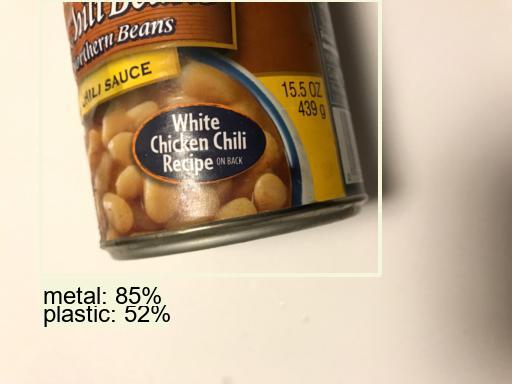 Northern Beans
CHILI SAUCE
15.5 OZ
439 g
White
Chicken Chili
Recipe ON BACK
metal: 85%
plastic: 52%